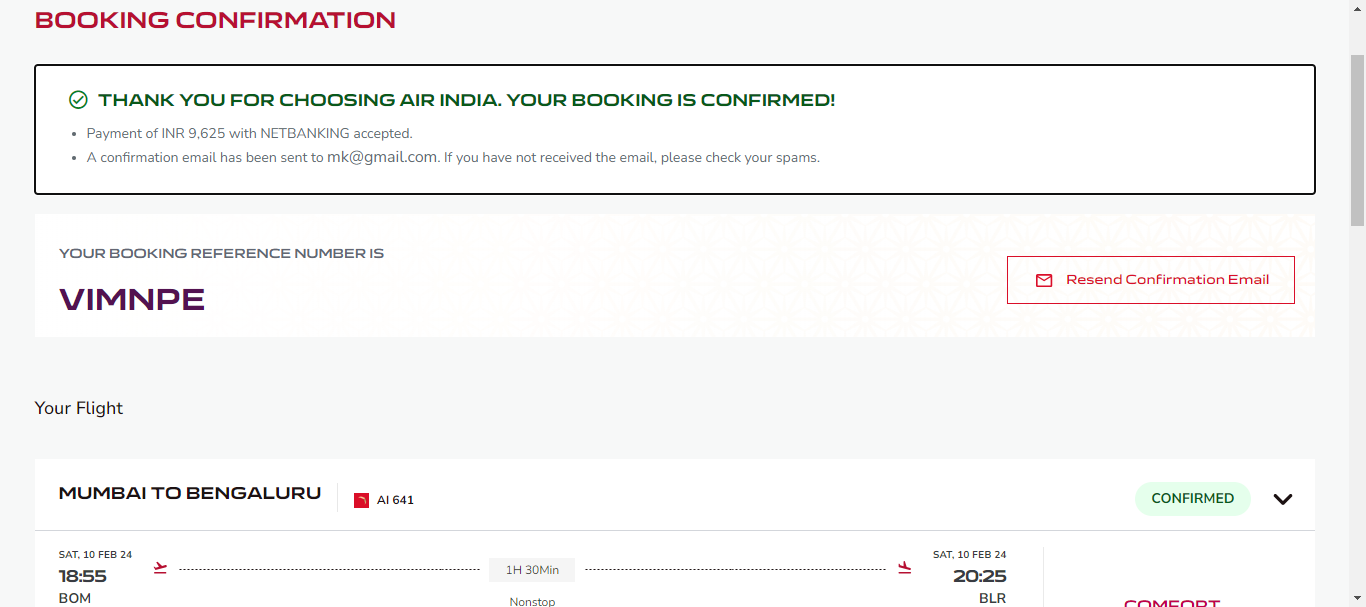 BOOKING CONFIRMATION
THANK YOU FOR CHOOSING AIR INDIA. YOUR BOOKING IS CONFIRMED!
Payment of INR 9,625 with NETBANKING accepted.
A confirmation email has been sent to mk@gmail.com. If you have not received the email, please check your spams.
YOUR BOOKING REFERENCE NUMBER IS
VIMNPE
Resend Confirmation Email
Your Flight
MUMBAI TO BENGALURU
AI 641
CONFIRMED
SAT, 10 FEB 24
18:55
BOM
1H 30Min
Nonstop
SAT, 10 FEB 24
20:25
BLR
COMFORT